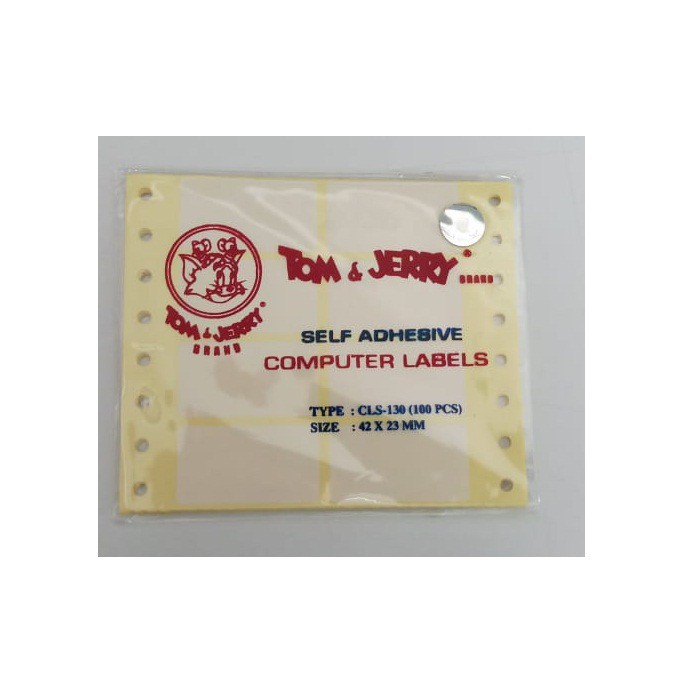 TOM & JERRY®
BRAND
TOM & JERRY®
BRAND
SELF ADHESIVE
COMPUTER LABELS
TYPE : CLS-130 (100 PCS)
SIZE : 42 X 23 MM